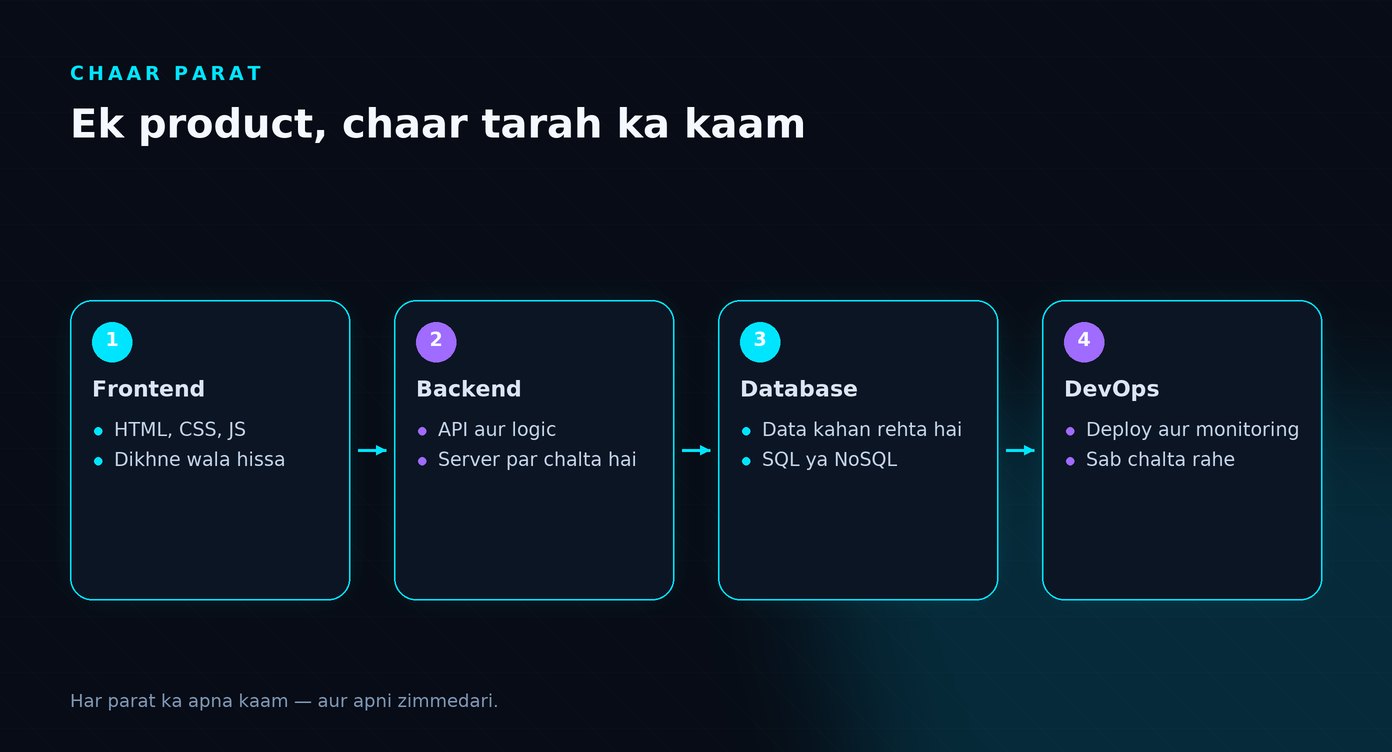 CHAAR PARAT
Ek product, chaar tarah ka kaam
1
Frontend
HTML, CSS, JS
Dikhne wala hissa
2
Backend
API aur logic
Server par chalta hai
3
Database
Data kahan rehta hai
SQL ya NoSQL
4
DevOps
Deploy aur monitoring
Sab chalta rahe
Har parat ka apna kaam — aur apni zimmedari.